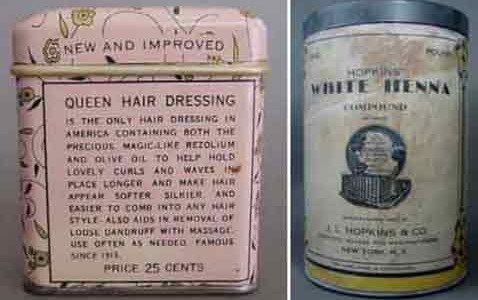 NEW AND IMPROVED
QUEEN HAIR DRESSING
IS THE ONLY HAIR DRESSING IN
AMERICA CONTAINING BOTH THE
PRECIOUS, MAGIC-LIKE REZOLIUM
AND OLIVE OIL TO HELP HOLD
LOVELY CURLS AND WAVES IN
PLACE LONGER AND MAKE HAIR
APPEAR SOFTER SILKIER, AND
EASIER TO COMB INTO ANY HAIR
STYLE - ALSO AIDS IN REMOVAL OF
LOOSE DANDRUFF WITH MASSAGE.
USE OFTEN AS NEEDED. FAMOUS
SINCE 1915.
PRICE 25 CENTS
POUND
HOPKINS'
WHITE HENNA
COMPOUND
J. L. HOPKINS & CO.
NEW YORK, N.Y.